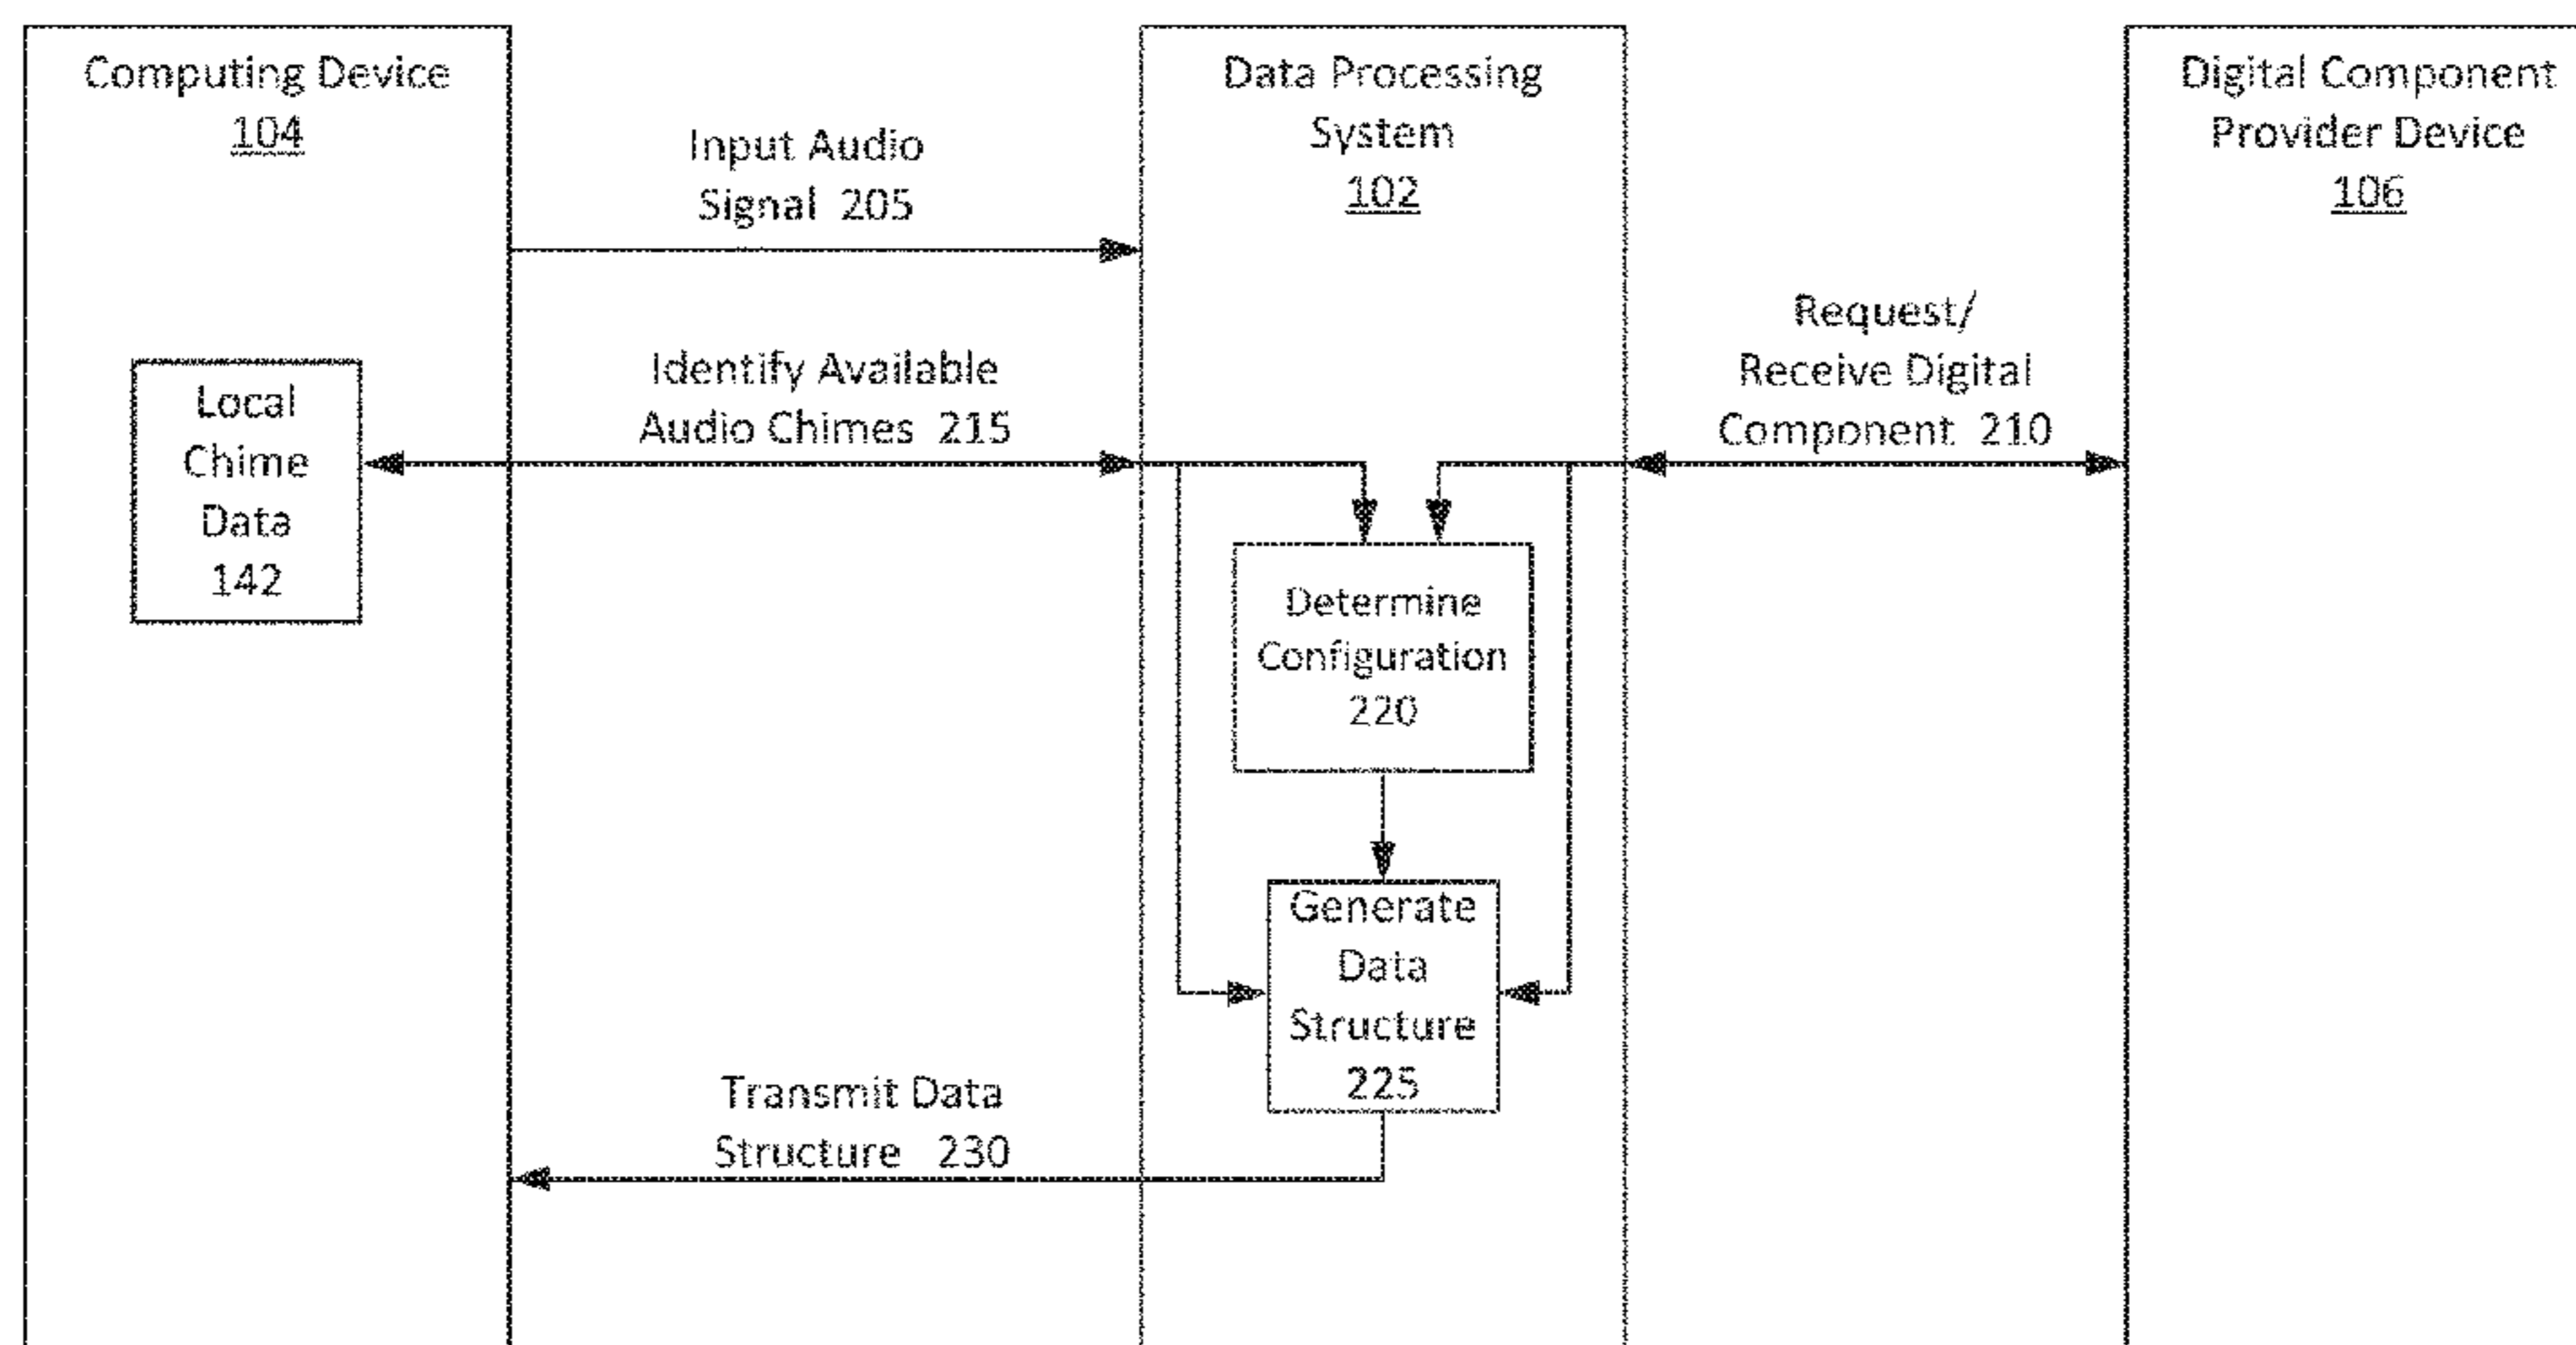 Computing Device
104
Data Processing
System
102
Digital Component
Provider Device
106
Input Audio
Signal 205
Identify Available
Audio Chimes 215
Request/
Receive Digital
Component 210
Local
Chime
Data
142
Determine
Configuration
220
Generate
Data
Structure
225
Transmit Data
Structure 230